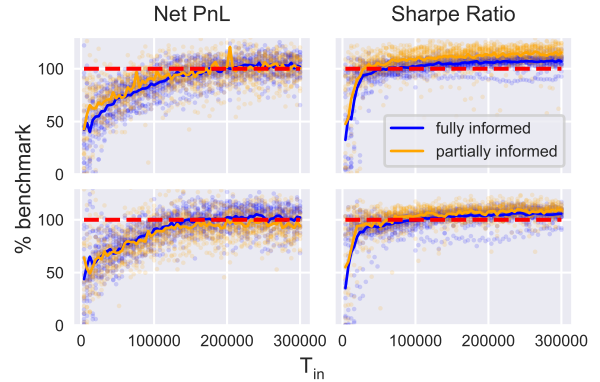 Net PnL
Sharpe Ratio
100
50
0
fully informed
partially informed
% benchmark
100
50
0
0 100000 200000 300000
0 100000 200000 300000
T_in